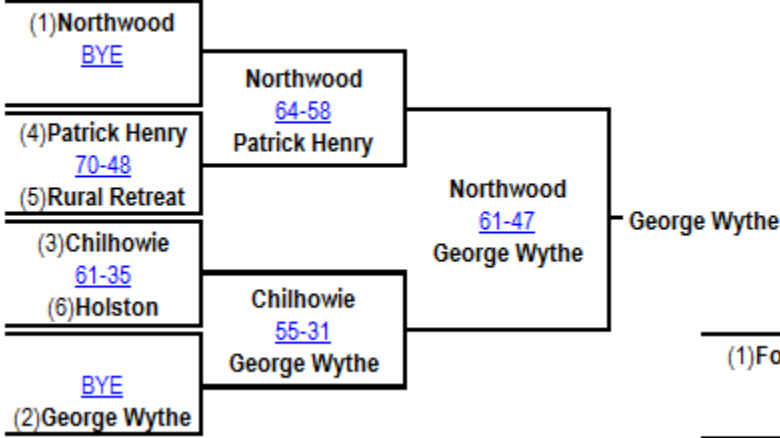 (1)Northwood
BYE
(4)Patrick Henry
70-48
(5)Rural Retreat
(3)Chilhowie
61-35
(6)Holston
BYE
(2)George Wythe
Northwood
64-58
Patrick Henry
Chilhowie
55-31
George Wythe
Northwood
61-47
George Wythe
George Wythe
(1)Fo